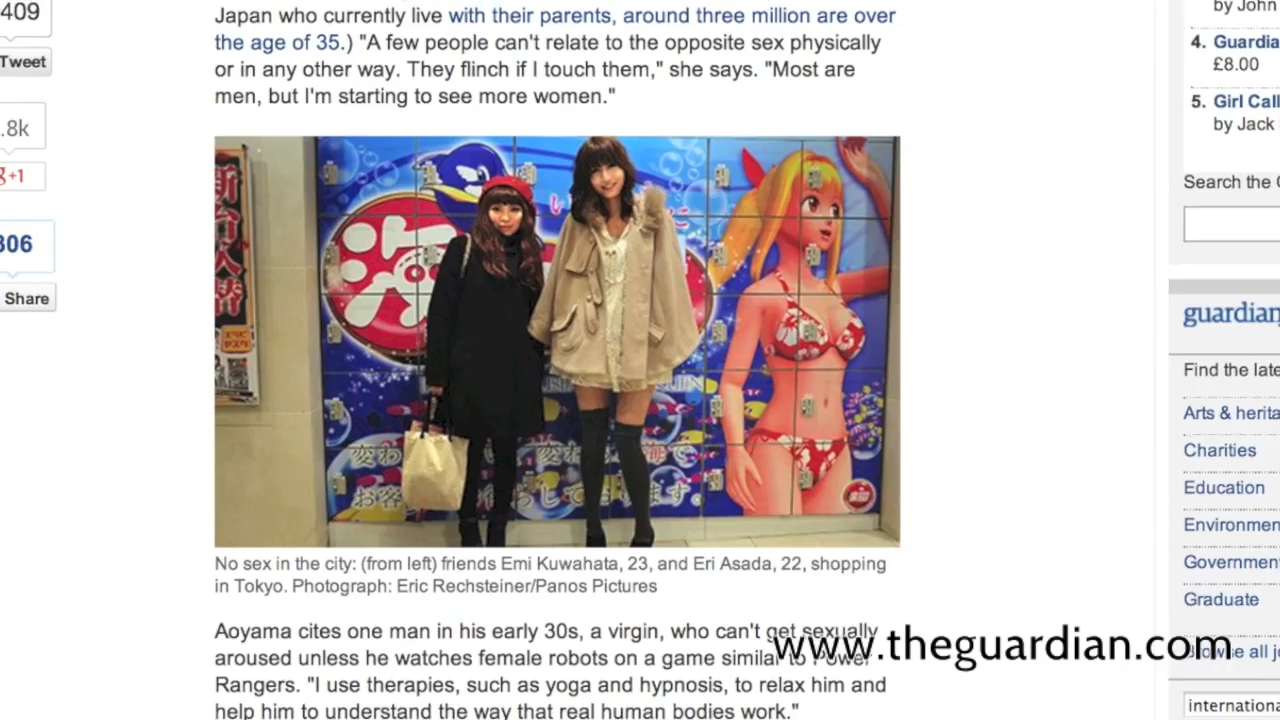 409
Tweet
.8k
+1
306
Share
Japan who currently live with their parents, around three million are over
the age of 35.) "A few people can't relate to the opposite sex physically
or in any other way. They flinch if I touch them," she says. "Most are
men, but I'm starting to see more women."
海
No sex in the city: (from left) friends Emi Kuwahata, 23, and Eri Asada, 22, shopping
in Tokyo. Photograph: Eric Rechsteiner/Panos Pictures
Aoyama cites one man in his early 30s, a virgin, who can't get sexually
aroused unless he watches female robots on a game similar to Power
Rangers. "I use therapies, such as yoga and hypnosis, to relax him and
help him to understand the way that real human bodies work."
www.theguardian.com
by John
4. Guardia
£8.00
5. Girl Call
by Jack
Search the
guardian
Find the late
Arts & herita
Charities
Education
Environmen
Governmen
Graduate
Browse all jo
internationa